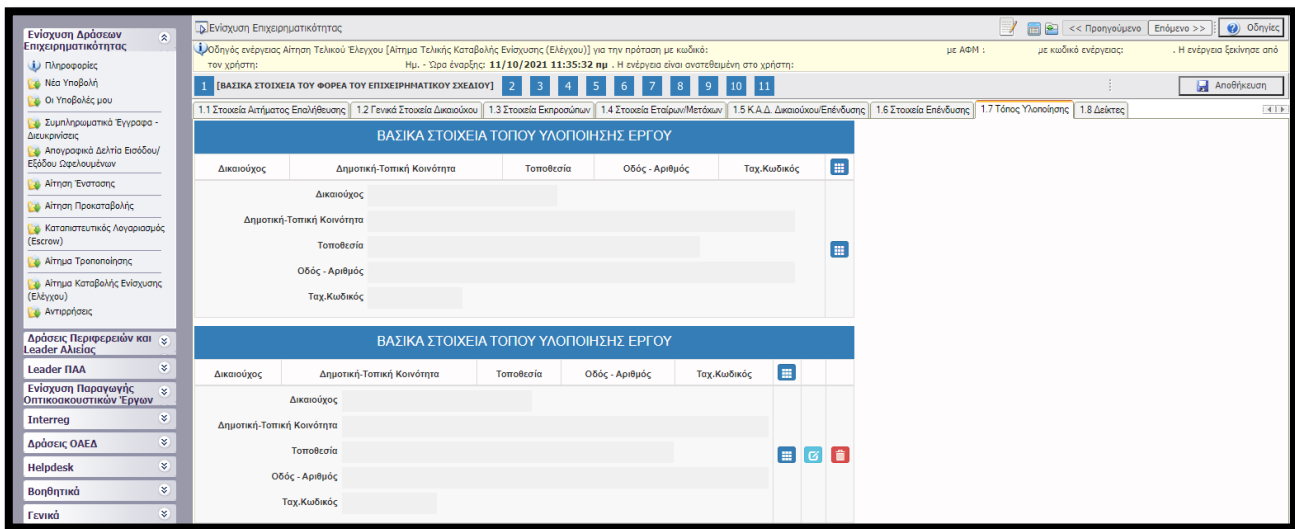 Ενίσχυση Δράσεων
Επιχειρηματικότητας
Πληροφορίες
Νέα Υποβολή
Οι Υποβολές μου
Συμπληρωματικά Έγγραφα -
Διευκρινίσεις
Απογραφικά Δελτία Εισόδου/
Εξόδου Ωφελουμένων
Αίτηση Ένστασης
Αίτηση Προκαταβολής
Καταπιστευτικός Λογαριασμός
(Escrow)
Αίτημα Τροποποίησης
Αίτημα Καταβολής Ενίσχυσης
(Ελέγχου)
Αντιρρήσεις
Δράσεις Περιφερειών και
Leader Αλιείας
Leader ΠΑΑ
Ενίσχυση Παραγωγής
Οπτικοακουστικών Έργων
Interreg
Δράσεις ΟΑΕΔ
Helpdesk
Βοηθητικά
Γενικά
Ενίσχυση Επιχειρηματικότητας
<< Προηγούμενο Επόμενο >> Οδηγίες
Οδηγός ενέργειας Αίτηση Τελικού Έλεγχου [Αίτημα Τελικής Καταβολής Ενίσχυσης (Ελέγχου)] για την πρόταση με κωδικό: με ΑΦΜ : με κωδικό ενέργειας: . Η ενέργεια ξεκίνησε από
τον χρήστη: Ημ. - Ώρα έναρξης: 11/10/2021 11:35:32 πμ . Η ενέργεια είναι ανατεθειμένη στο χρήστη:
1 [ΒΑΣΙΚΑ ΣΤΟΙΧΕΙΑ ΤΟΥ ΦΟΡΕΑ ΤΟΥ ΕΠΙΧΕΙΡΗΜΑΤΙΚΟΥ ΣΧΕΔΙΟΥ] 2 3 4 5 6 7 8 9 10 11 Αποθήκευση
1.1 Στοιχεία Αιτήματος Επαλήθευσης 1.2 Γενικά Στοιχεία Δικαιούχου 1.3 Στοιχεία Εκπροσώπων 1.4 Στοιχεία Εταίρων/Μετόχων 1.5 Κ.Α.Δ. Δικαιούχου/Επένδυσης 1.6 Στοιχεία Επένδυσης 1.7 Τόπος Υλοποίησης 1.8 Δείκτες
ΒΑΣΙΚΑ ΣΤΟΙΧΕΙΑ ΤΟΠΟΥ ΥΛΟΠΟΙΗΣΗΣ ΕΡΓΟΥ
Δικαιούχος Δημοτική-Τοπική Κοινότητα Τοποθεσία Οδός - Αριθμός Ταχ.Κωδικός
Δικαιούχος
Δημοτική-Τοπική Κοινότητα
Τοποθεσία
Οδός - Αριθμός
Ταχ.Κωδικός
ΒΑΣΙΚΑ ΣΤΟΙΧΕΙΑ ΤΟΠΟΥ ΥΛΟΠΟΙΗΣΗΣ ΕΡΓΟΥ
Δικαιούχος Δημοτική-Τοπική Κοινότητα Τοποθεσία Οδός - Αριθμός Ταχ.Κωδικός
Δικαιούχος
Δημοτική-Τοπική Κοινότητα
Τοποθεσία
Οδός - Αριθμός
Ταχ.Κωδικός